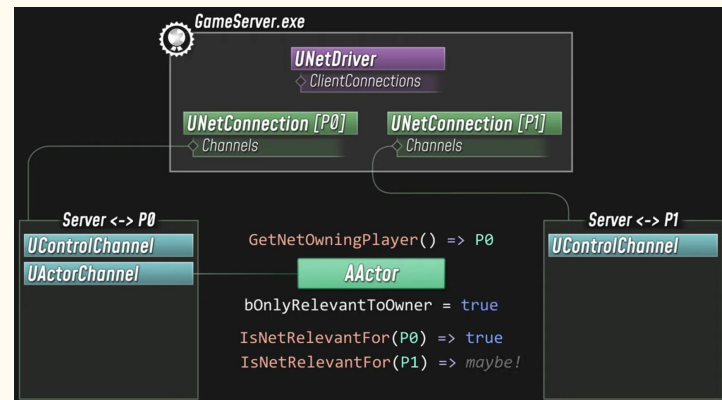 GameServer.exe
UNetDriver
ClientConnections
UNetConnection [P0]
Channels
UNetConnection [P1]
Channels
Server <-> P0
UControlChannel
UActorChannel
GetNetOwningPlayer() => P0
AActor
bOnlyRelevantToOwner = true
IsNetRelevantFor(P0) => true
IsNetRelevantFor(P1) => maybe!
Server <-> P1
UControlChannel